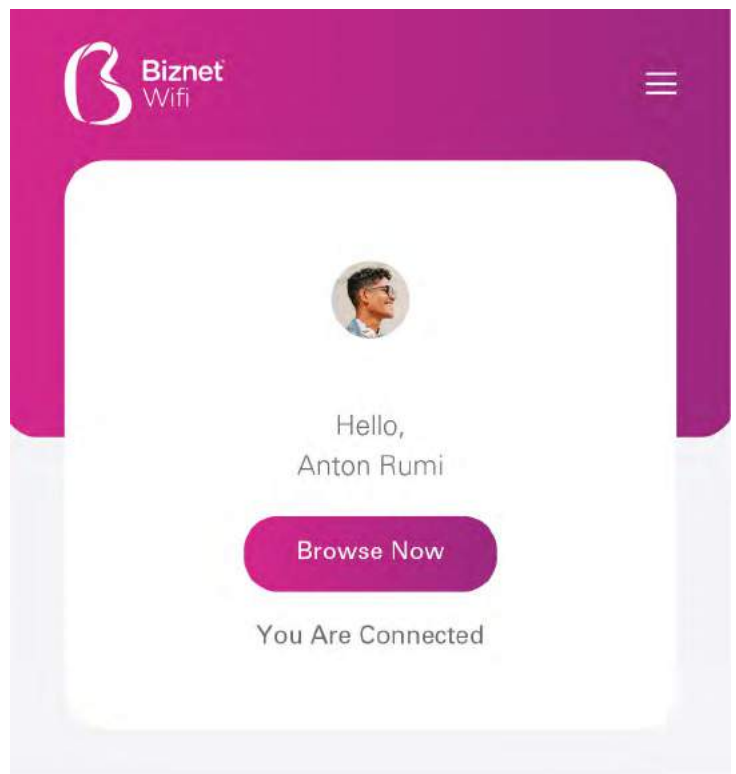 Biznet
Wifi
Hello,
Anton Rumi
Browse Now
You Are Connected